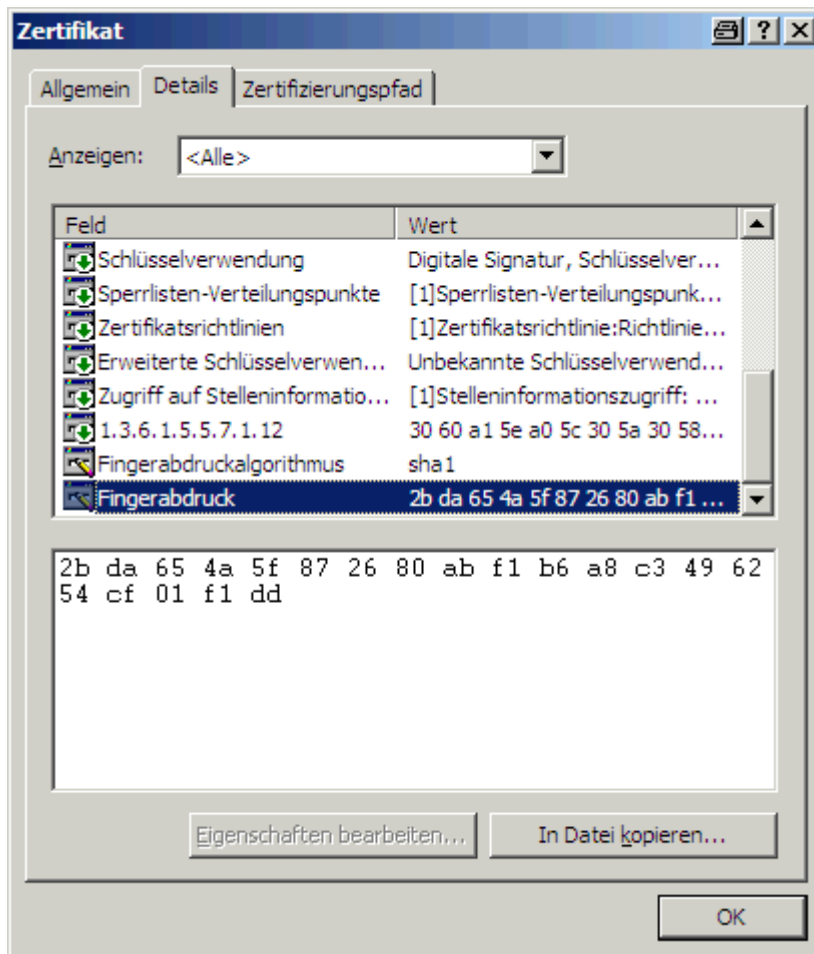 Zertifikat
Allgemein Details Zertifizierungspfad
Anzeigen: <Alle>
Feld Wert
Schlüsselverwendung Digitale Signatur, Schlüsselver...
Sperrlisten-Verteilungspunkte [1]Sperrlisten-Verteilungspunk...
Zertifikatsrichtlinien [1]Zertifikatsrichtlinie:Richtlinie...
Erweiterte Schlüsselverwen... Unbekannte Schlüsselverwend...
Zugriff auf Stelleninformatio... [1]Stelleninformationszugriff: ...
1.3.6.1.5.5.7.1.12 30 60 a1 5e a0 5c 30 5a 30 58...
Fingerabdruckalgorithmus sha1
Fingerabdruck 2b da 65 4a 5f 87 26 80 ab f1 ...
2b da 65 4a 5f 87 26 80 ab f1 b6 a8 c3 49 62
54 cf 01 f1 dd
Eigenschaften bearbeiten... In Datei kopieren...
OK